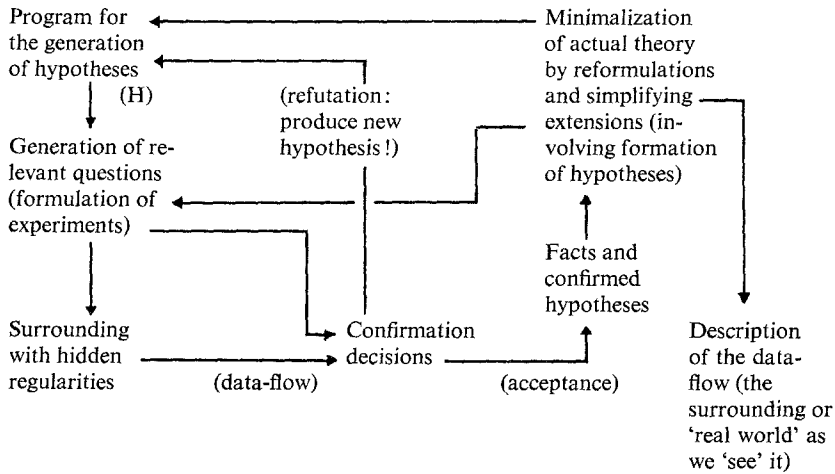 Program for
the generation
of hypotheses
(H)
Generation of re-
levant questions
(formulation of
experiments)
Surrounding
with hidden
regularities
(data-flow)
(refutation:
produce new
hypothesis!)
Confirmation
decisions
(acceptance)
Minimalization
of actual theory
by reformulations
and simplifying
extensions (in-
volving formation
of hypotheses)
Facts and
confirmed
hypotheses
Description
of the data-
flow (the
surrounding or
‘real world’ as
we ‘see’ it)